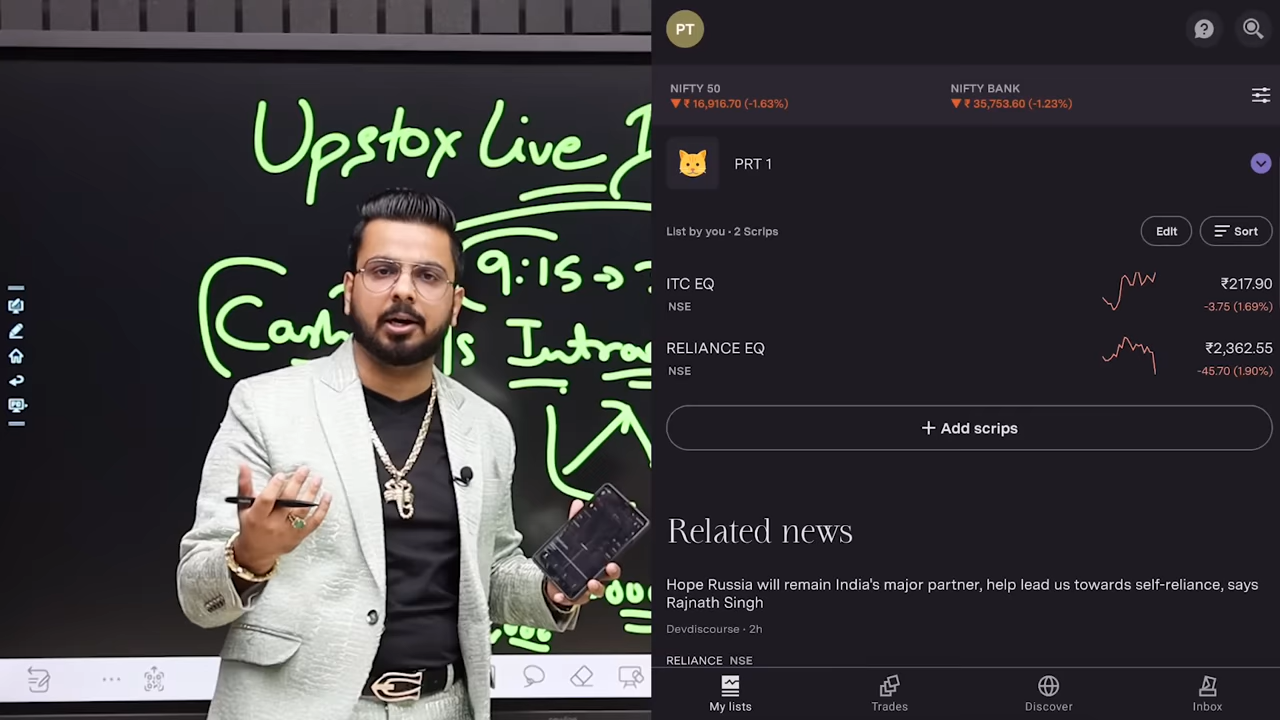 Upstox Live
9:15 →
Cash
Intra
PT
NIFTY 50
▼ ₹ 16,916.70 (-1.63%)
NIFTY BANK
▼ ₹ 35,753.60 (-1.23%)
PRT 1
List by you • 2 Scrips
Edit
Sort
ITC EQ
₹217.90
NSE
-3.75 (1.69%)
RELIANCE EQ
₹2,362.55
NSE
-45.70 (1.90%)
+ Add scrips
Related news
Hope Russia will remain India's major partner, help lead us towards self-reliance, says
Rajnath Singh
Devdiscourse • 2h
RELIANCE NSE
My lists
Trades
Discover
Inbox